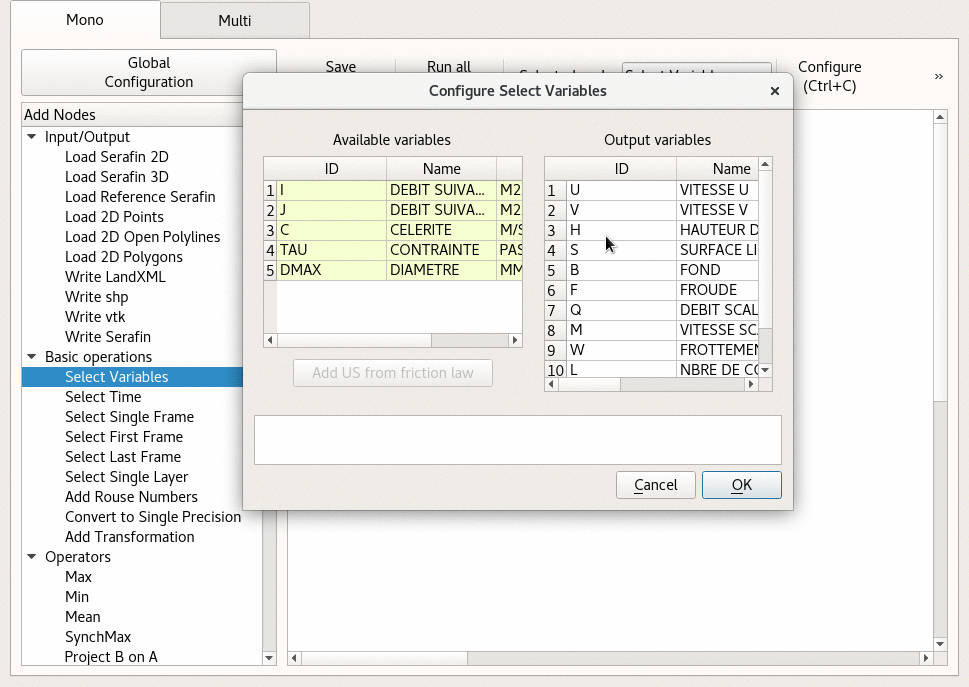 Mono
Multi
Global
Configuration
Save
Run all
Configure
(Ctrl+C)
»
Add Nodes
Input/Output
Load Serafin 2D
Load Serafin 3D
Load Reference Serafin
Load 2D Points
Load 2D Open Polylines
Load 2D Polygons
Write LandXML
Write shp
Write vtk
Write Serafin
Basic operations
Select Variables
Select Time
Select Single Frame
Select First Frame
Select Last Frame
Select Single Layer
Add Rouse Numbers
Convert to Single Precision
Add Transformation
Operators
Max
Min
Mean
SynchMax
Project B on A
Configure Select Variables
Available variables
ID Name
1 I DEBIT SUIVA... M2
2 J DEBIT SUIVA... M2
3 C CELERITE M/S
4 TAU CONTRAINTE PAS
5 DMAX DIAMETRE MM
Add US from friction law
Output variables
ID Name
1 U VITESSE U
2 V VITESSE V
3 H HAUTEUR D
4 S SURFACE LI
5 B FOND
6 F FROUDE
7 Q DEBIT SCAL
8 M VITESSE SC
9 W FROTTEMEN
10 L NBRE DE CO
Cancel
OK